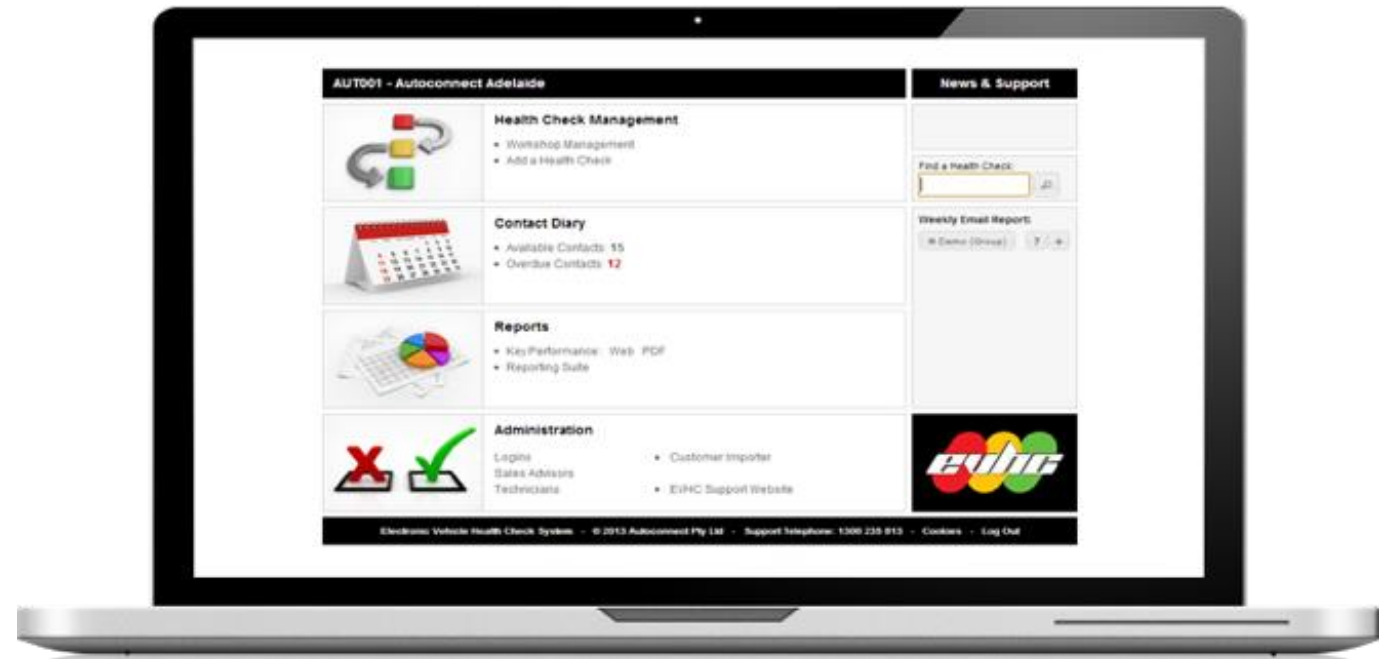 AUT001 - Autoconnect Adelaide
News & Support
Health Check Management
Workshop Management
Add a Health Check
Find a Health Check:
Contact Diary
Available Contacts 15
Overdue Contacts 12
Weekly Email Report:
Demo (Group) ?
Reports
Key Performance: Web PDF
Reporting Suite
Administration
Logins
Customer Importer
Sales Advisors
Technicians
EVHC Support Website
evhc
Electronic Vehicle Health Check System - © 2013 Autoconnect Pty Ltd - Support Telephone: 1300 235 013 - Cookies - Log Out